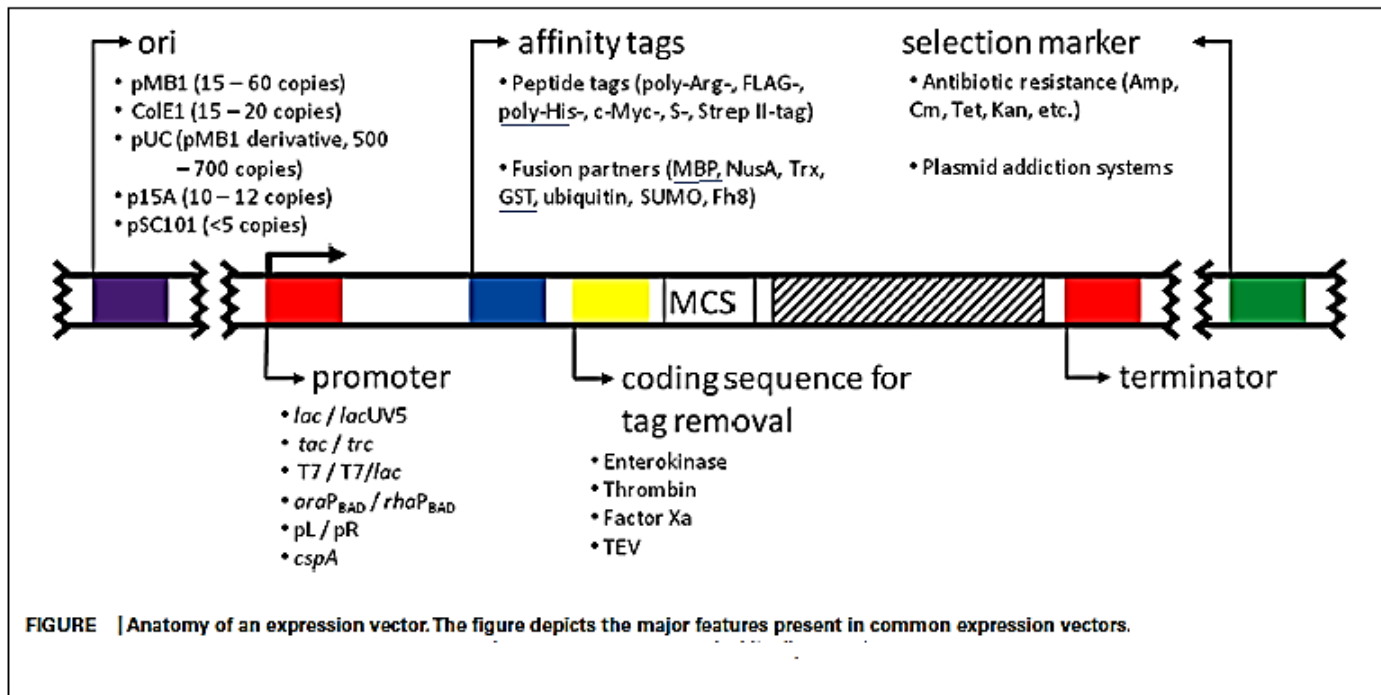 ori
• pMB1 (15 – 60 copies)
• ColE1 (15 – 20 copies)
• pUC (pMB1 derivative, 500
– 700 copies)
• p15A (10 – 12 copies)
• pSC101 (<5 copies)
affinity tags
• Peptide tags (poly-Arg-, FLAG-,
poly-His-, c-Myc-, S-, Strep II-tag)
• Fusion partners (MBP, NusA, Trx,
GST, ubiquitin, SUMO, Fh8)
selection marker
• Antibiotic resistance (Amp,
Cm, Tet, Kan, etc.)
• Plasmid addiction systems
MCS
promoter
• lac / lacUV5
• tac / trc
• T7 / T7/lac
• araPBAD / rhaPBAD
• pL / pR
• cspA
coding sequence for
tag removal
• Enterokinase
• Thrombin
• Factor Xa
• TEV
terminator
FIGURE | Anatomy of an expression vector. The figure depicts the major features present in common expression vectors.